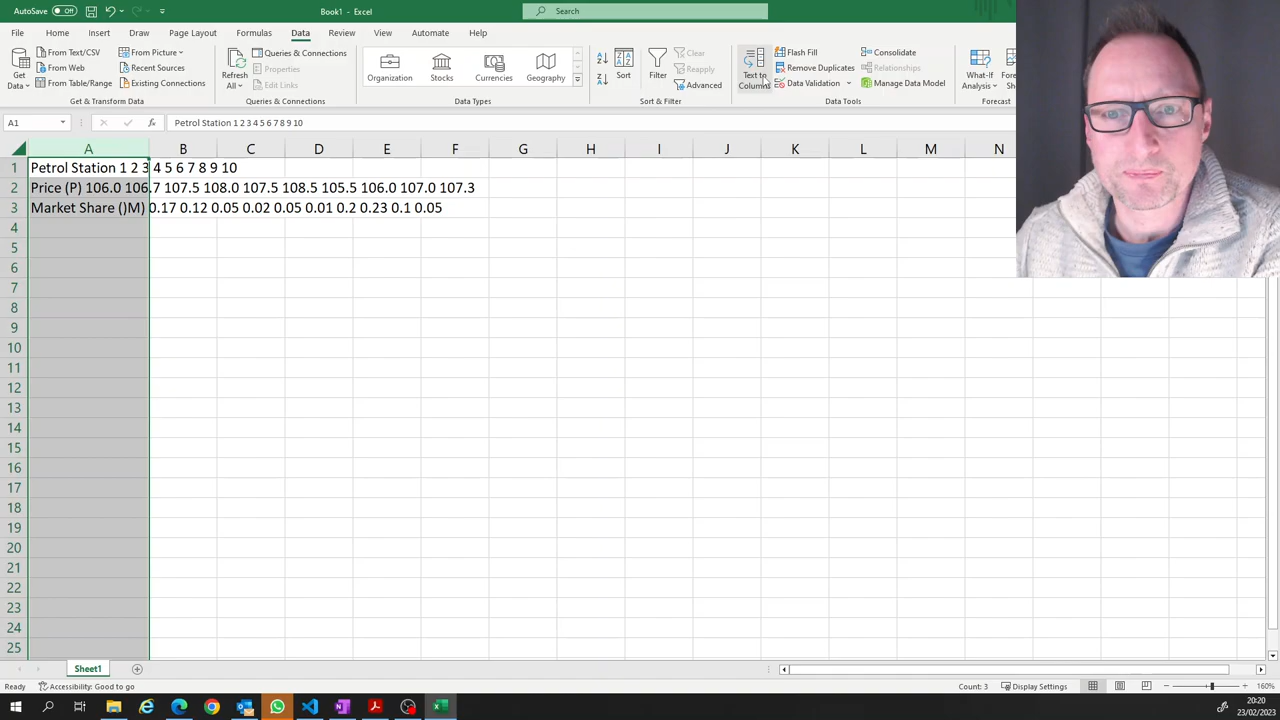 AutoSave Off Book1 - Excel Search
File Home Insert Draw Page Layout Formulas Data Review View Automate Help
Get Data
From Text/CSV
From Web
From Table/Range
From Picture
Recent Sources
Existing Connections
Get & Transform Data
Refresh All
Queries & Connections
Properties
Edit Links
Queries & Connections
Organization Stocks Currencies Geography
Data Types
Sort
Filter
Clear
Reapply
Advanced
Sort & Filter
Text to Columns
Flash Fill
Remove Duplicates
Data Validation
Consolidate
Relationships
Manage Data Model
Data Tools
What-If Analysis
Forecast
A1 fx Petrol Station 1 2 3 4 5 6 7 8 9 10
A B C D E F G H I J K L M N
1 Petrol Station 1 2 3 4 5 6 7 8 9 10
2 Price (P) 106.0 106.7 107.5 108.0 107.5 108.5 105.5 106.0 107.0 107.3
3 Market Share ()M) 0.17 0.12 0.05 0.02 0.05 0.01 0.2 0.23 0.1 0.05
4
5
6
7
8
9
10
11
12
13
14
15
16
17
18
19
20
21
22
23
24
25
Sheet1
Ready Accessibility: Good to go Count: 3 Display Settings 160%
20:20
23/02/2023